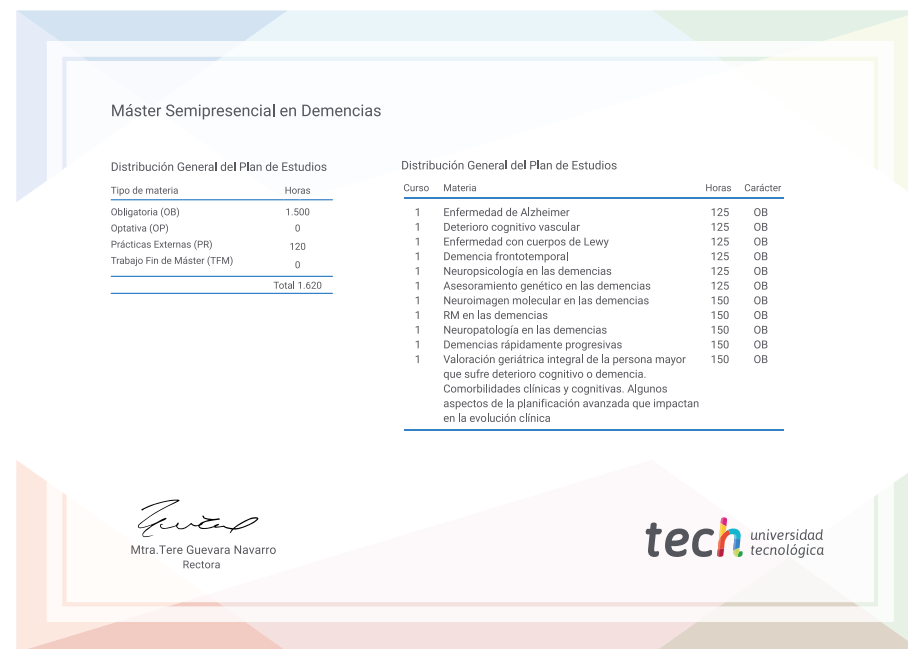 Máster Semipresencial en Demencias
Distribución General del Plan de Estudios
Tipo de materia Horas
Obligatoria (OB) 1.500
Optativa (OP) 0
Prácticas Externas (PR) 120
Trabajo Fin de Máster (TFM) 0
Total 1.620
Distribución General del Plan de Estudios
Curso Materia Horas Carácter
1 Enfermedad de Alzheimer 125 OB
1 Deterioro cognitivo vascular 125 OB
1 Enfermedad con cuerpos de Lewy 125 OB
1 Demencia frontotemporal 125 OB
1 Neuropsicología en las demencias 125 OB
1 Asesoramiento genético en las demencias 125 OB
1 Neuroimagen molecular en las demencias 150 OB
1 RM en las demencias 150 OB
1 Neuropatología en las demencias 150 OB
1 Demencias rápidamente progresivas 150 OB
1 Valoración geriátrica integral de la persona mayor 150 OB
que sufre deterioro cognitivo o demencia.
Comorbilidades clínicas y cognitivas. Algunos
aspectos de la planificación avanzada que impactan
en la evolución clínica
Mtra.Tere Guevara Navarro
Rectora
tech universidad
tecnológica